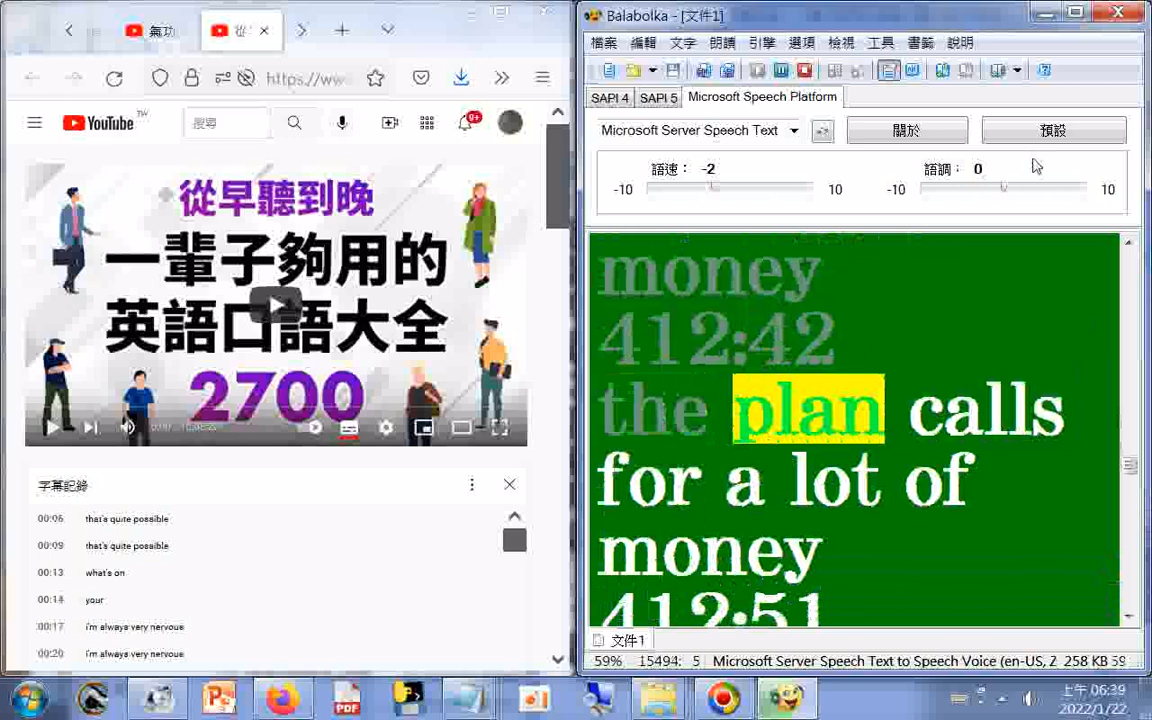 氣功
從
https://www
YouTube TW
搜尋
9+
從早聽到晚
一輩子夠用的
英語口語大全
2700
字幕記錄
00:06 that's quite possible
00:09 that's quite possible
00:13 what's on
00:14 your
00:17 i'm always very nervous
00:20 i'm always very nervous
Balabolka - [文件1]
檔案 編輯 文字 朗讀 引擎 選項 檢視 工具 書籤 說明
SAPI 4 SAPI 5 Microsoft Speech Platform
Microsoft Server Speech Text 關於 預設
語速： -2 語調： 0
-10 10 -10 10
money
412:42
the plan calls
for a lot of
money
412:51
文件1
59% 15494: 5 Microsoft Server Speech Text to Speech Voice (en-US, Z 258 KB 59
PDF
上午 06:39
2022/1/22